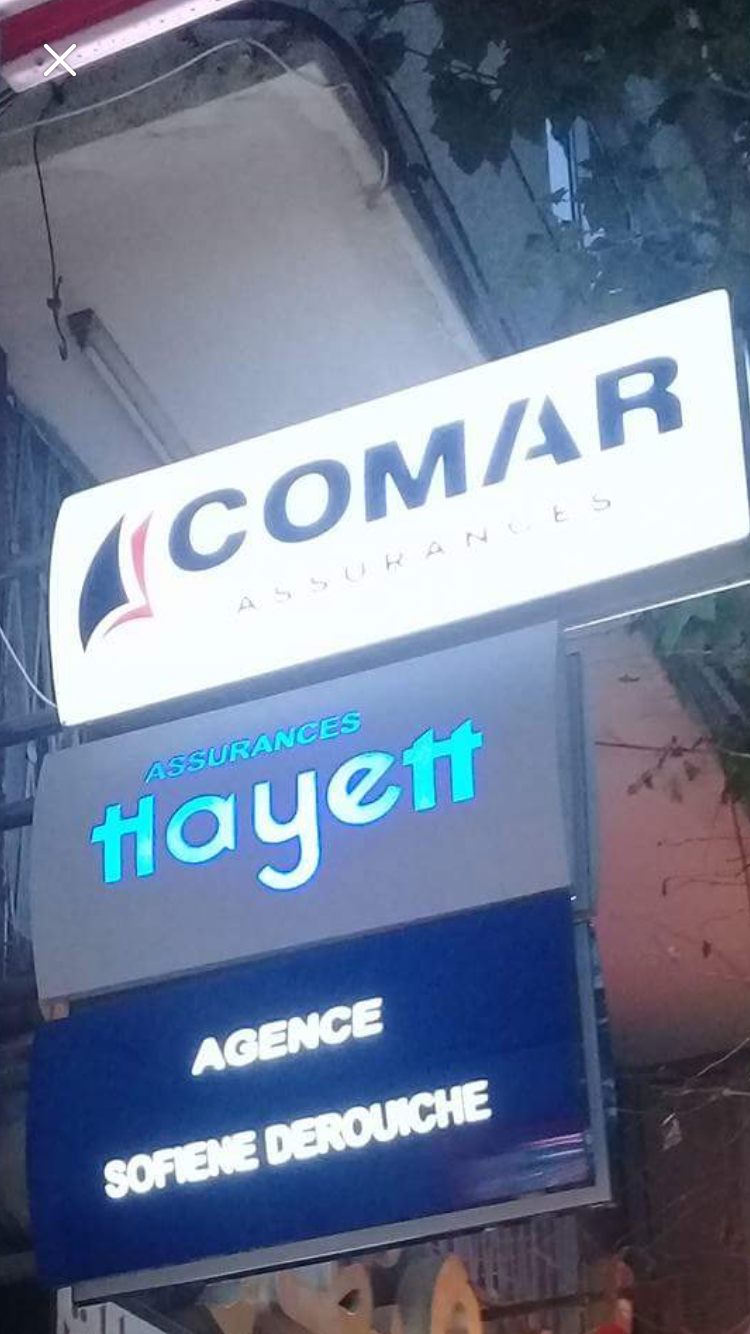 COMAR
ASSURANCES
ASSURANCES
Hayett
AGENCE
SOFIENE DEROUICHE